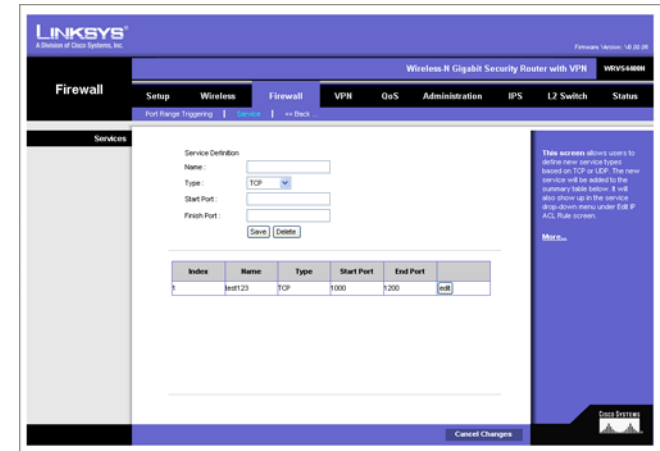 LINKSYS®
A Division of Cisco Systems, Inc.
Firmware Version: V0.00.08
Wireless-N Gigabit Security Router with VPN WRVS4400N
Firewall
Setup Wireless Firewall VPN QoS Administration IPS L2 Switch Status
Port Range Triggering | Service | << Back ...
Services
Service Definition
Name :
Type : TCP
Start Port :
Finish Port :
Save Delete
Index Name Type Start Port End Port
1 test123 TCP 1000 1200 edit
This screen allows users to
define new service types
based on TCP or UDP. The new
service will be added to the
summary table below. It will
also show up in the service
drop-down menu under Edit IP
ACL Rule screen.
More...
Cancel Changes
CISCO SYSTEMS